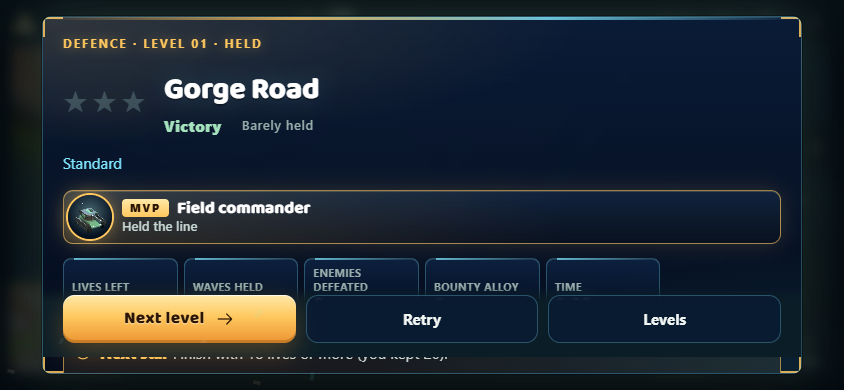 DEFENCE · LEVEL 01 · HELD
Gorge Road
Victory Barely held
Standard
MVP Field commander
Held the line
LIVES LEFT WAVES HELD ENEMIES DEFEATED BOUNTY ALLOY TIME
Next level →
Retry
Levels